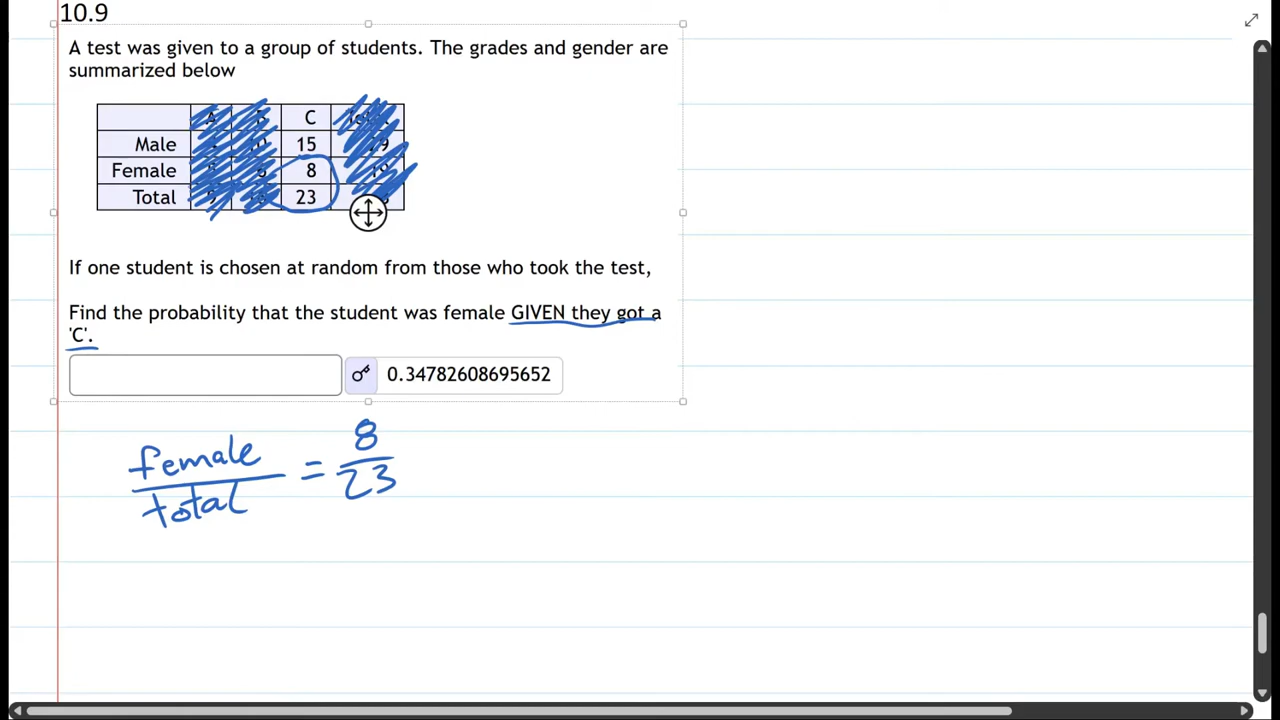 10.9
A test was given to a group of students. The grades and gender are
summarized below
C
Male 15
Female 8
Total 23
If one student is chosen at random from those who took the test,
Find the probability that the student was female GIVEN they got a
'C'.
0.34782608695652
female
total
=
8
23